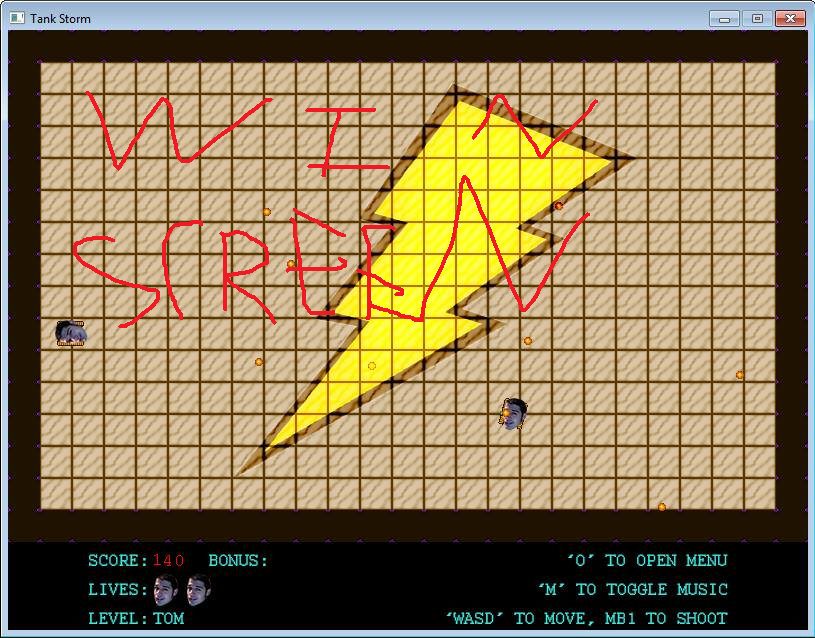 Tank Storm
WIN
SCREEN
SCORE: 140 BONUS: 'O' TO OPEN MENU
LIVES: 'M' TO TOGGLE MUSIC
LEVEL: TOM 'WASD' TO MOVE, MB1 TO SHOOT